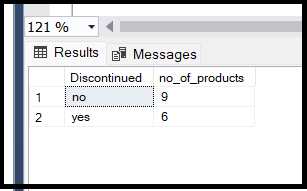 121 %
Results Messages
Discontinued no_of_products
1 no 9
2 yes 6